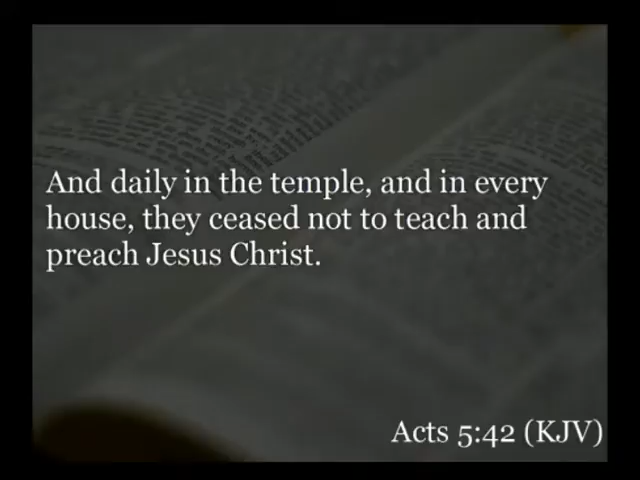 And daily in the temple, and in every
house, they ceased not to teach and
preach Jesus Christ.
Acts 5:42 (KJV)